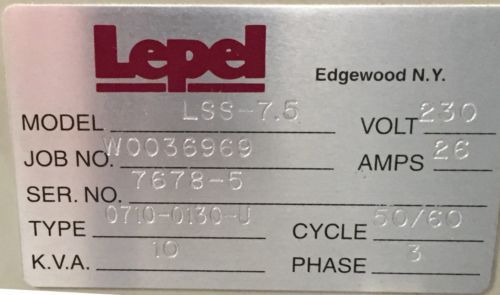 Lepel
Edgewood N.Y.
MODEL LSS-7.5 VOLT 230
JOB NO. W0036969 AMPS 26
SER. NO. 7678-5
TYPE 0710-0130-U CYCLE 50/60
K.V.A. 10 PHASE 3